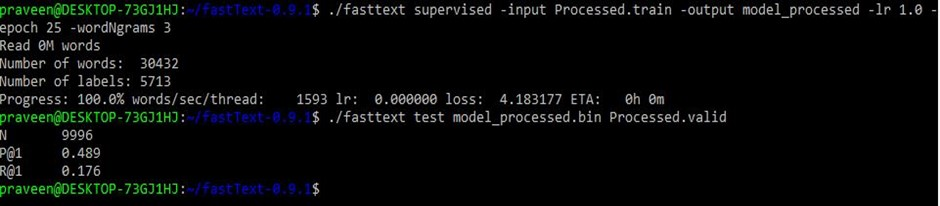 praveen@DESKTOP-73GJ1HJ:~/fastText-0.9.1$ ./fasttext supervised -input Processed.train -output model_processed -lr 1.0 -
epoch 25 -wordNgrams 3
Read 0M words
Number of words:  30432
Number of labels: 5713
Progress: 100.0% words/sec/thread:    1593 lr:  0.000000 loss:  4.183177 ETA:   0h 0m
praveen@DESKTOP-73GJ1HJ:~/fastText-0.9.1$ ./fasttext test model_processed.bin Processed.valid
N       9996
P@1     0.489
R@1     0.176
praveen@DESKTOP-73GJ1HJ:~/fastText-0.9.1$